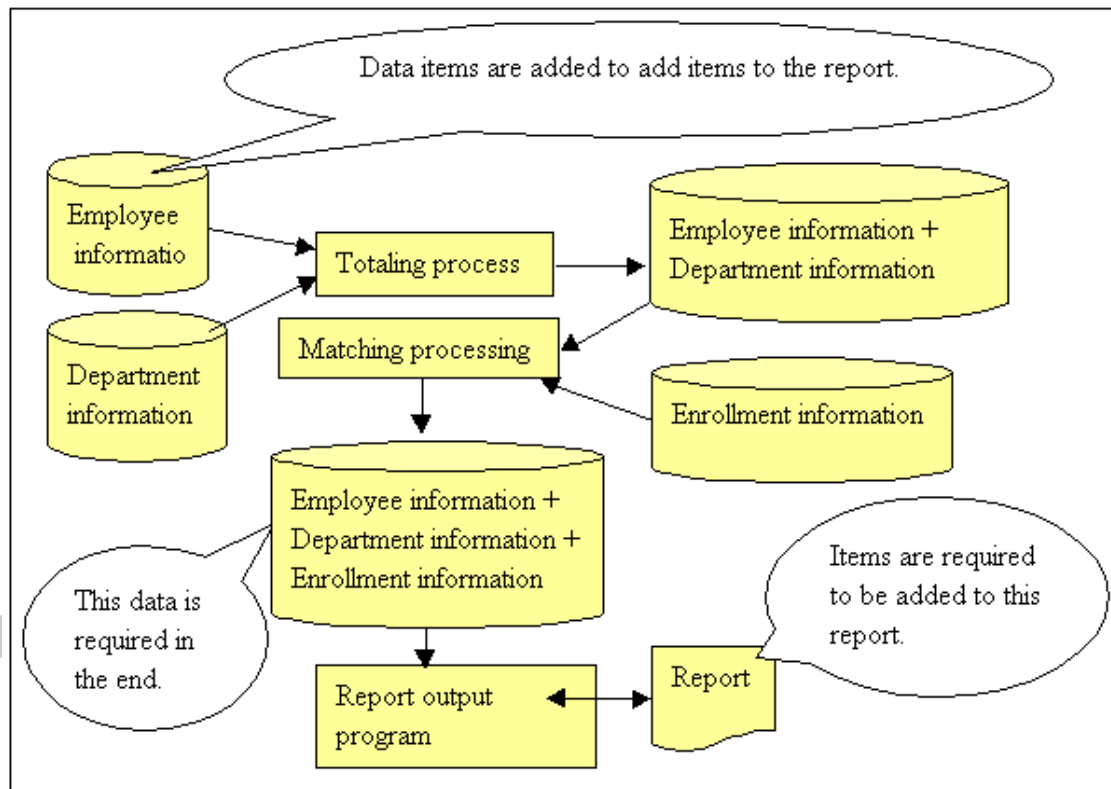 Data items are added to add items to the report.
Employee
informatio
Totaling process
Employee information +
Department information
Department
information
Matching processing
Enrollment information
Employee information +
Department information +
Enrollment information
This data is
required in
the end.
Items are required
to be added to this
report.
Report output
program
Report